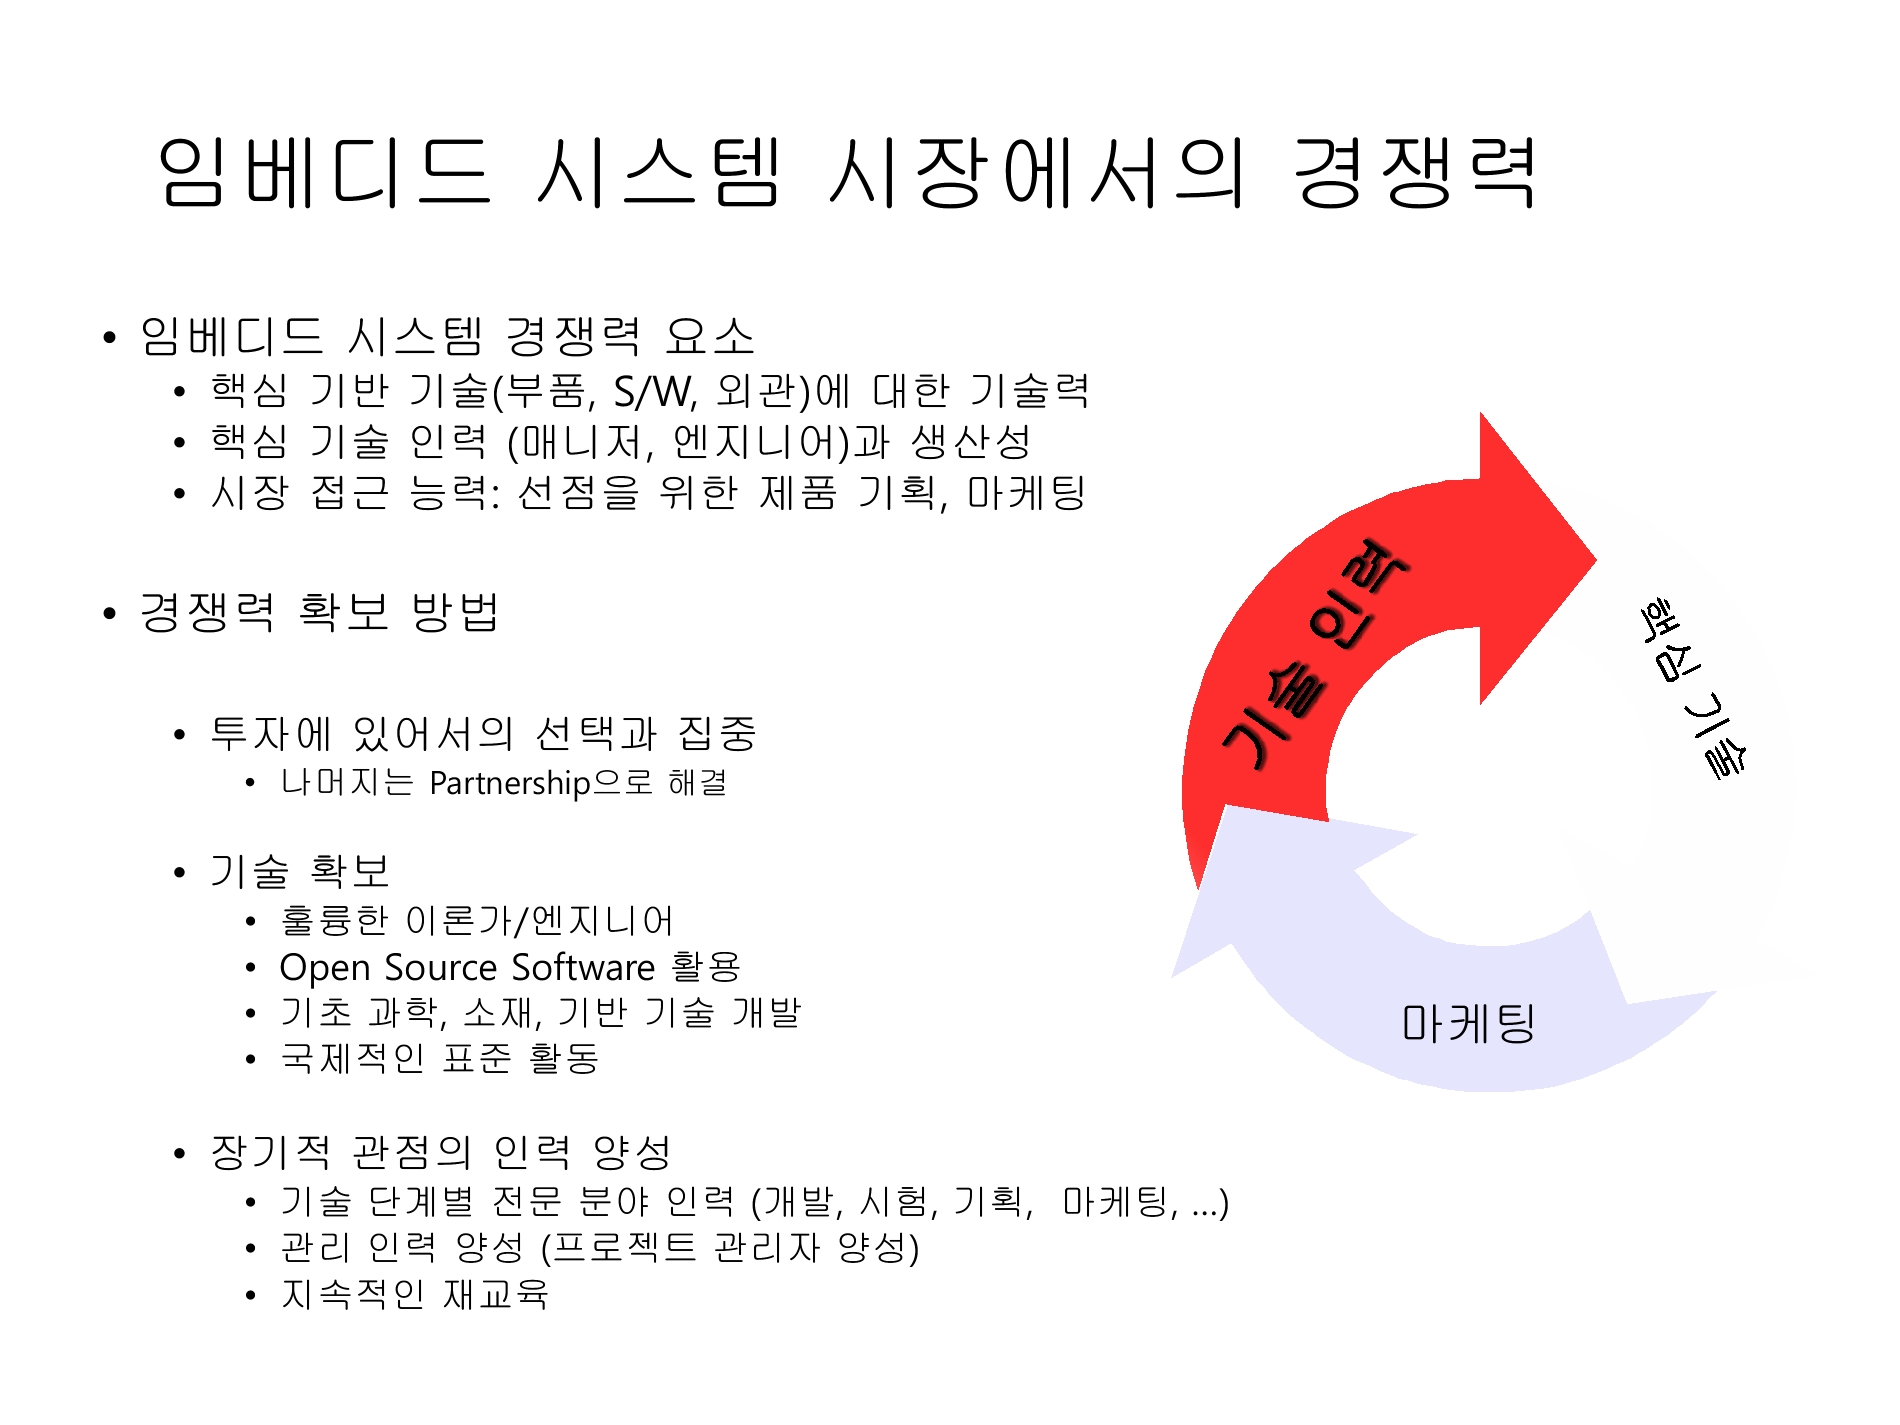 임베디드 시스템 시장에서의 경쟁력
• 임베디드 시스템 경쟁력 요소
• 핵심 기반 기술(부품, S/W, 외관)에 대한 기술력
• 핵심 기술 인력 (매니저, 엔지니어)과 생산성
• 시장 접근 능력: 선점을 위한 제품 기획, 마케팅
• 경쟁력 확보 방법
• 투자에 있어서의 선택과 집중
• 나머지는 Partnership으로 해결
• 기술 확보
• 훌륭한 이론가/엔지니어
• Open Source Software 활용
• 기초 과학, 소재, 기반 기술 개발
• 국제적인 표준 활동
• 장기적 관점의 인력 양성
• 기술 단계별 전문 분야 인력 (개발, 시험, 기획,  마케팅, ...)
• 관리 인력 양성 (프로젝트 관리자 양성)
• 지속적인 재교육
기술 인력
핵심 기술
마케팅